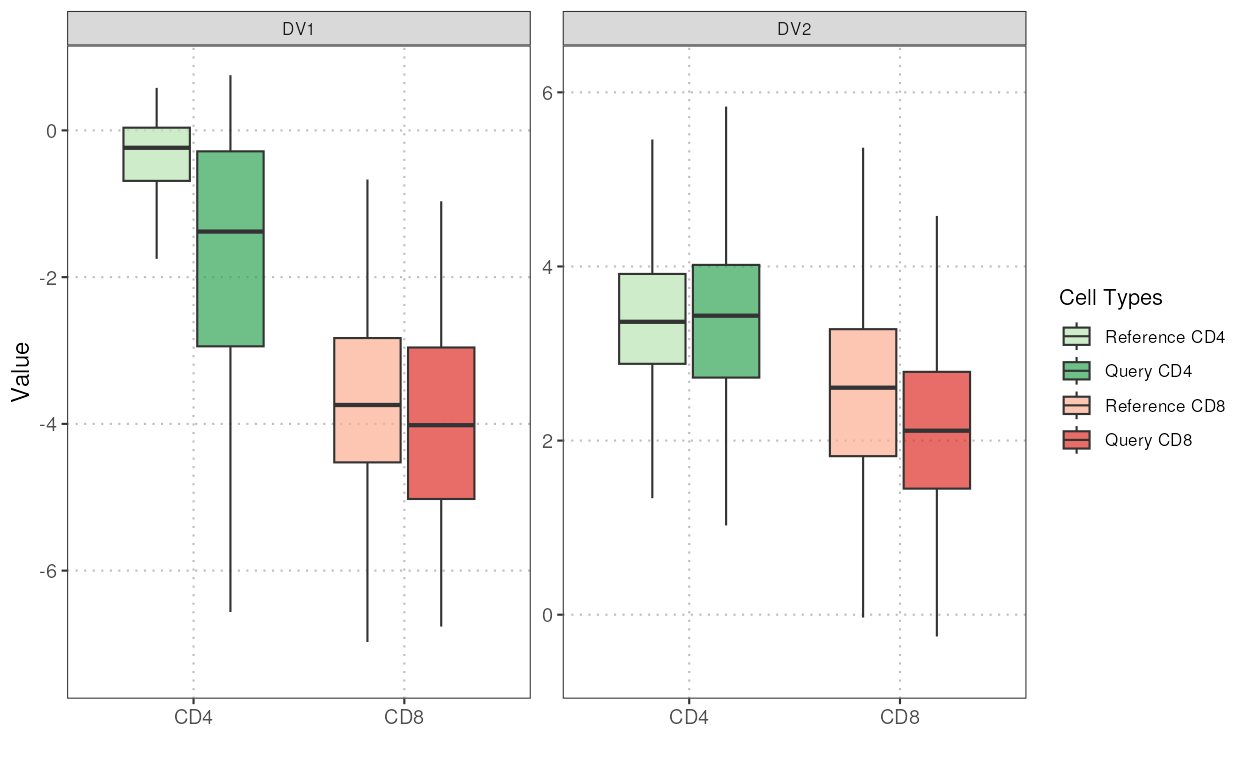 DV1
DV2
Value
0
-2
-4
-6
6
4
2
0
CD4
CD8
CD4
CD8
Cell Types
Reference CD4
Query CD4
Reference CD8
Query CD8